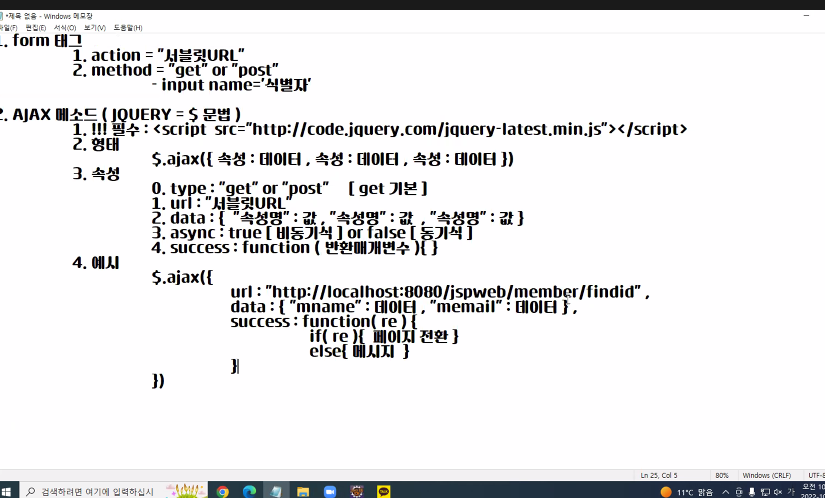 *제목 없음 - Windows 메모장
편집(E) 서식(O) 보기(V) 도움말(H)
1. form 태그
1. action = "서블릿URL"
2. method = "get" or "post"
- input name='식별자'
2. AJAX 메소드 ( JQUERY = $ 문법 )
1. !!! 필수 : <script src="http://code.jquery.com/jquery-latest.min.js"></script>
2. 형태
$.ajax({ 속성 : 데이터 , 속성 : 데이터 , 속성 : 데이터 })
3. 속성
0. type : "get" or "post" [ get 기본 ]
1. url : "서블릿URL"
2. data : { "속성명" : 값 , "속성명" : 값 , "속성명" : 값 }
3. async : true [ 비동기식 ] or false [ 동기식 ]
4. success : function ( 반환매개변수 ){ }
4. 예시
$.ajax({
url : "http://localhost:8080/jspweb/member/findid" ,
data : { "mname" : 데이터 , "memail" : 데이터 } ,
success : function( re ) {
if( re ){ 페이지 전환 }
else{ 메시지 }
}
})
Ln 25, Col 5 80% Windows (CRLF) UTF-8
검색하려면 여기에 입력하십시 11°C 맑음 가 오전 10
2022-10